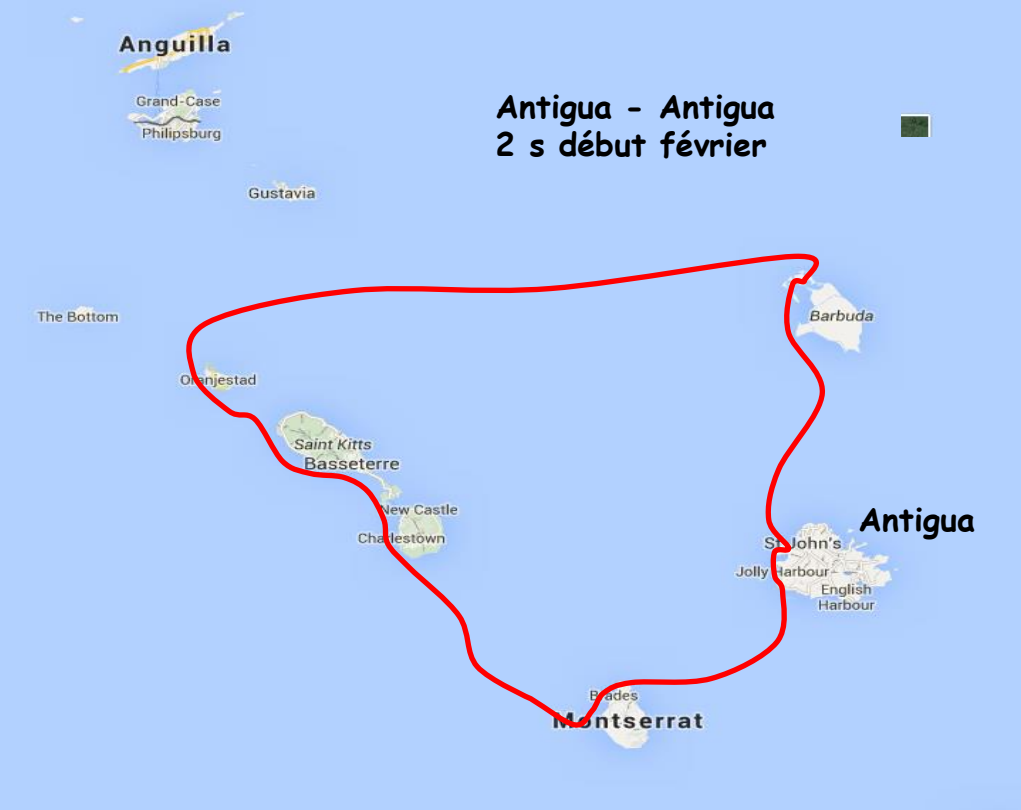 Anguilla
Grand-Case
Philipsburg
Antigua - Antigua
2 s début février
Gustavia
The Bottom
Barbuda
Oranjestad
Saint Kitts
Basseterre
New Castle
Charlestown
Antigua
St John's
Jolly Harbour
English
Harbour
Brades
Montserrat